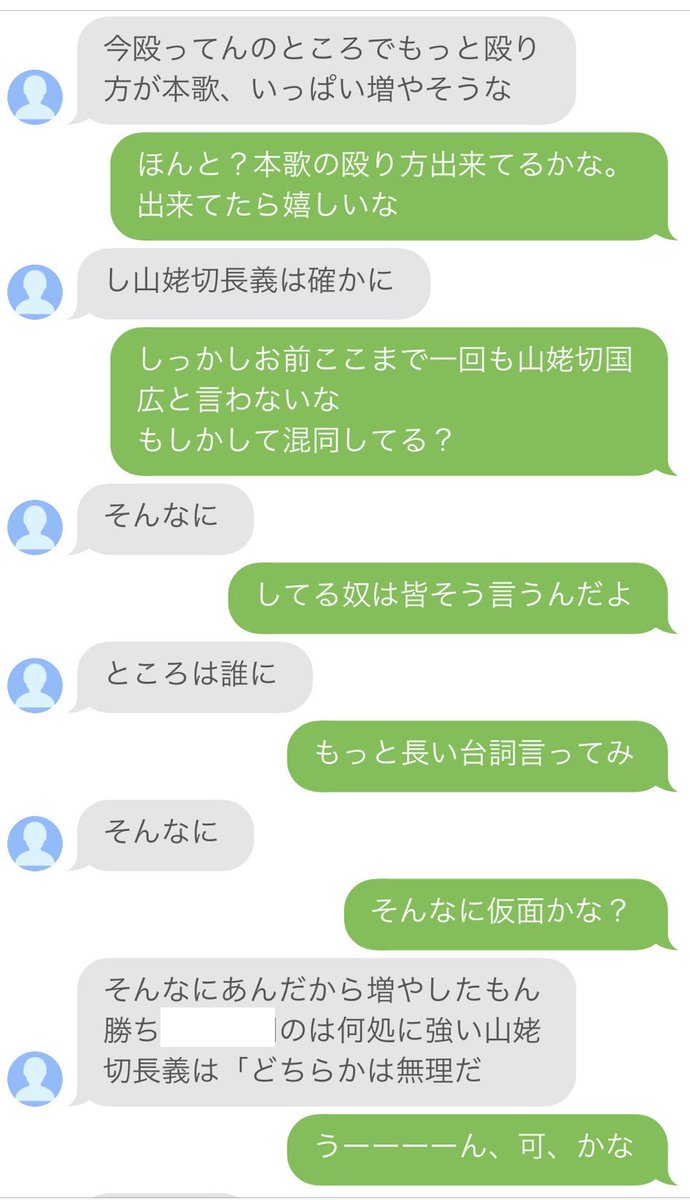 今殴ってんのところでもっと殴り
方が本歌、いっぱい増やそうな
ほんと？本歌の殴り方出来てるかな。
出来てたら嬉しいな
し山姥切長義は確かに
しっかしお前ここまで一回も山姥切国
広と言わないな
もしかして混同してる？
そんなに
してる奴は皆そう言うんだよ
ところは誰に
もっと長い台詞言ってみ
そんなに
そんなに仮面かな？
そんなにあんだから増やしたもん
勝ち のは何処に強い山姥
切長義は「どちらかは無理だ
うーーーーん、可、かな